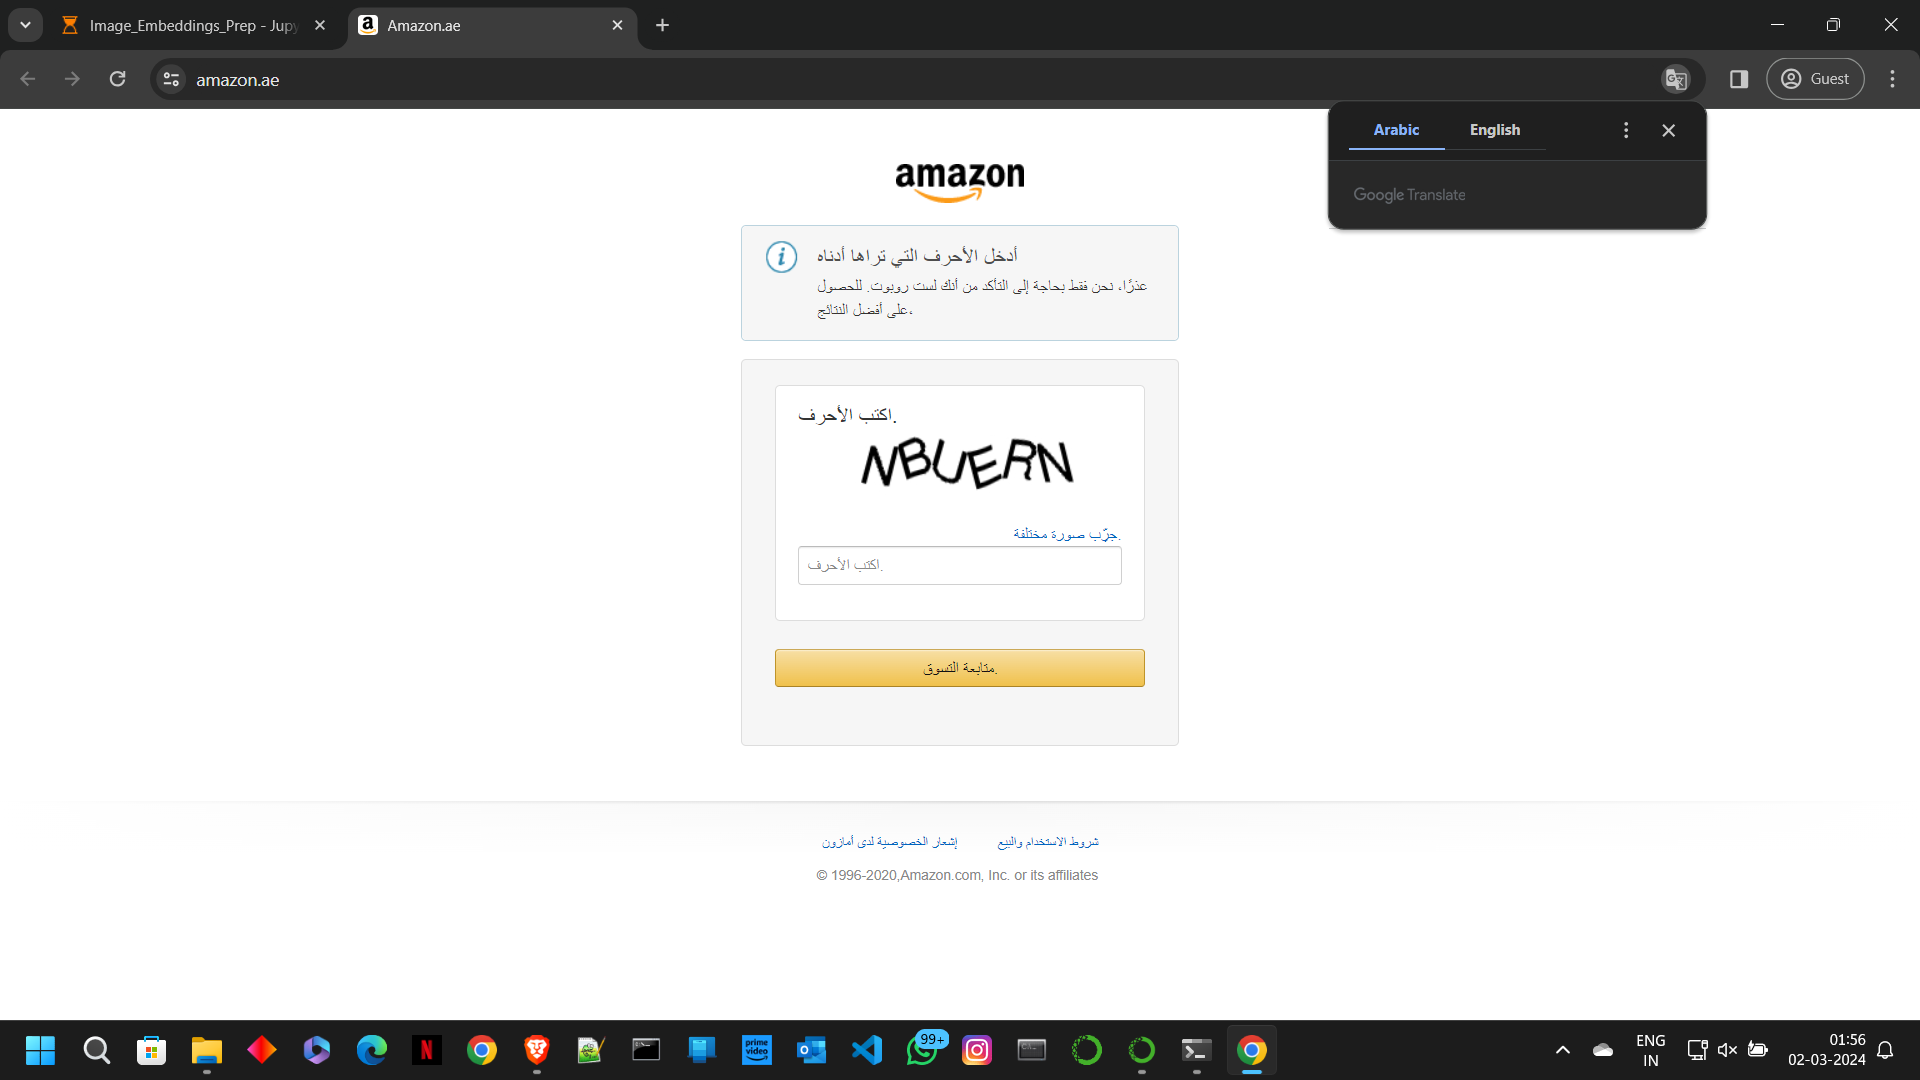 Image_Embeddings_Prep - Jupy
Amazon.ae
amazon.ae
Guest
Arabic
English
Google Translate
amazon
أدخل الأحرف التي تراها أدناه
عذرًا، نحن فقط بحاجة إلى التأكد من أنك لست روبوت. للحصول
على أفضل النتائج،
اكتب الأحرف.
NBUERN
جرّب صورة مختلفة.
اكتب الأحرف.
متابعة التسوق.
إشعار الخصوصية لدى أمازون
شروط الاستخدام والبيع
© 1996-2020,Amazon.com, Inc. or its affiliates
prime
video
99+
ENG
IN
01:56
02-03-2024